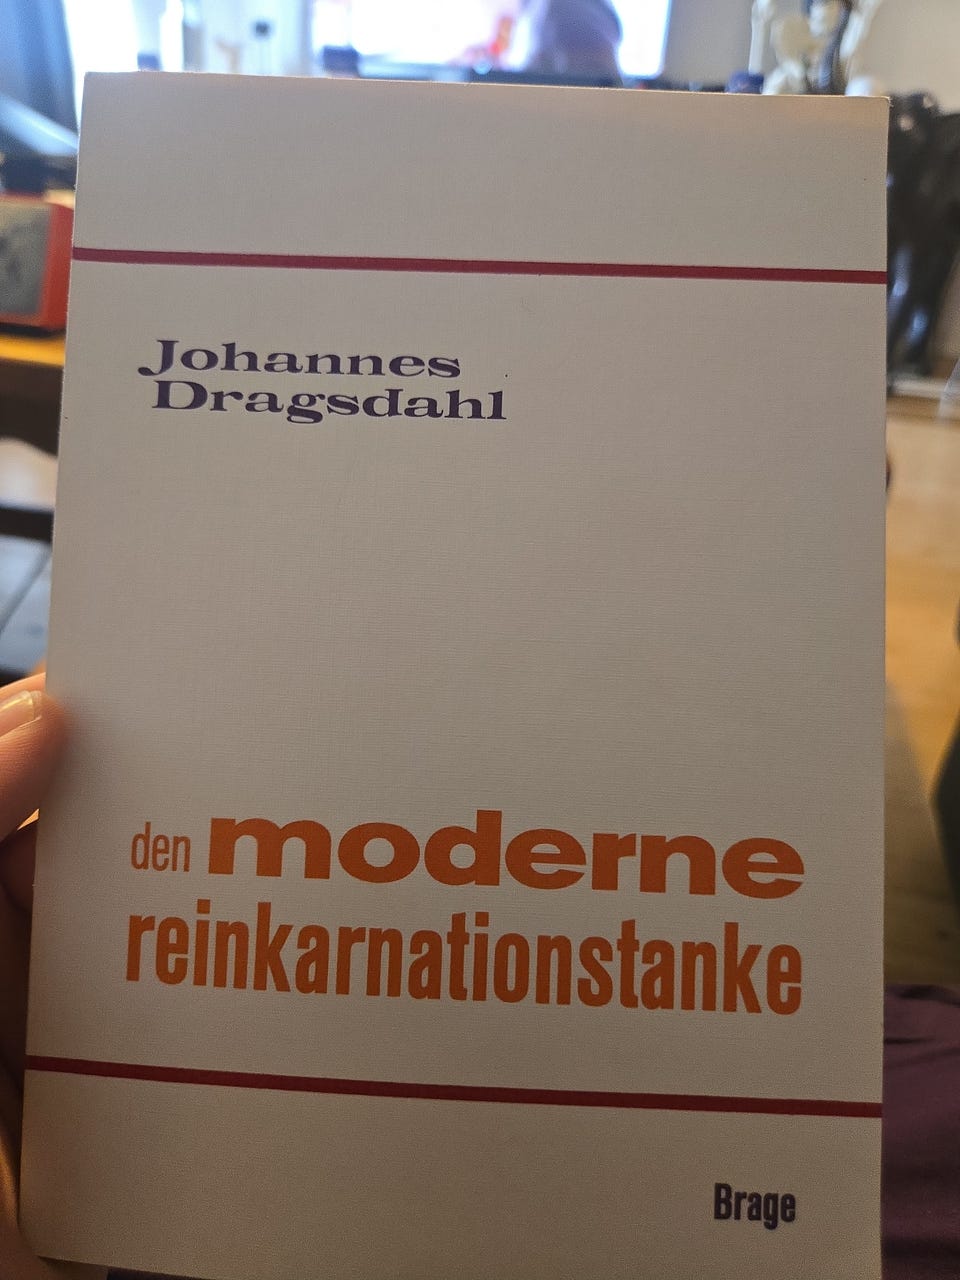 Johannes
Dragsdahl
den moderne
reinkarnationstanke
Brage